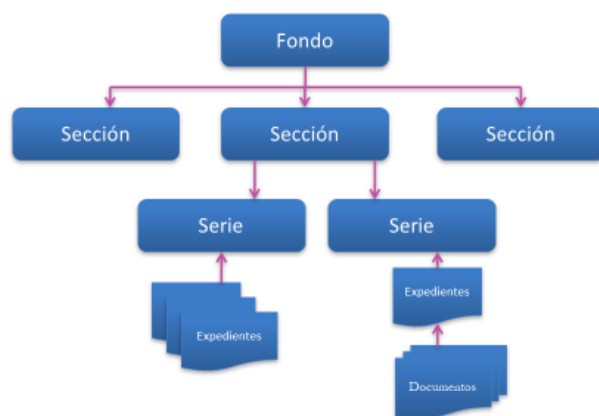 Fondo
Sección
Sección
Sección
Serie
Serie
Expedientes
Expedientes
Documentos